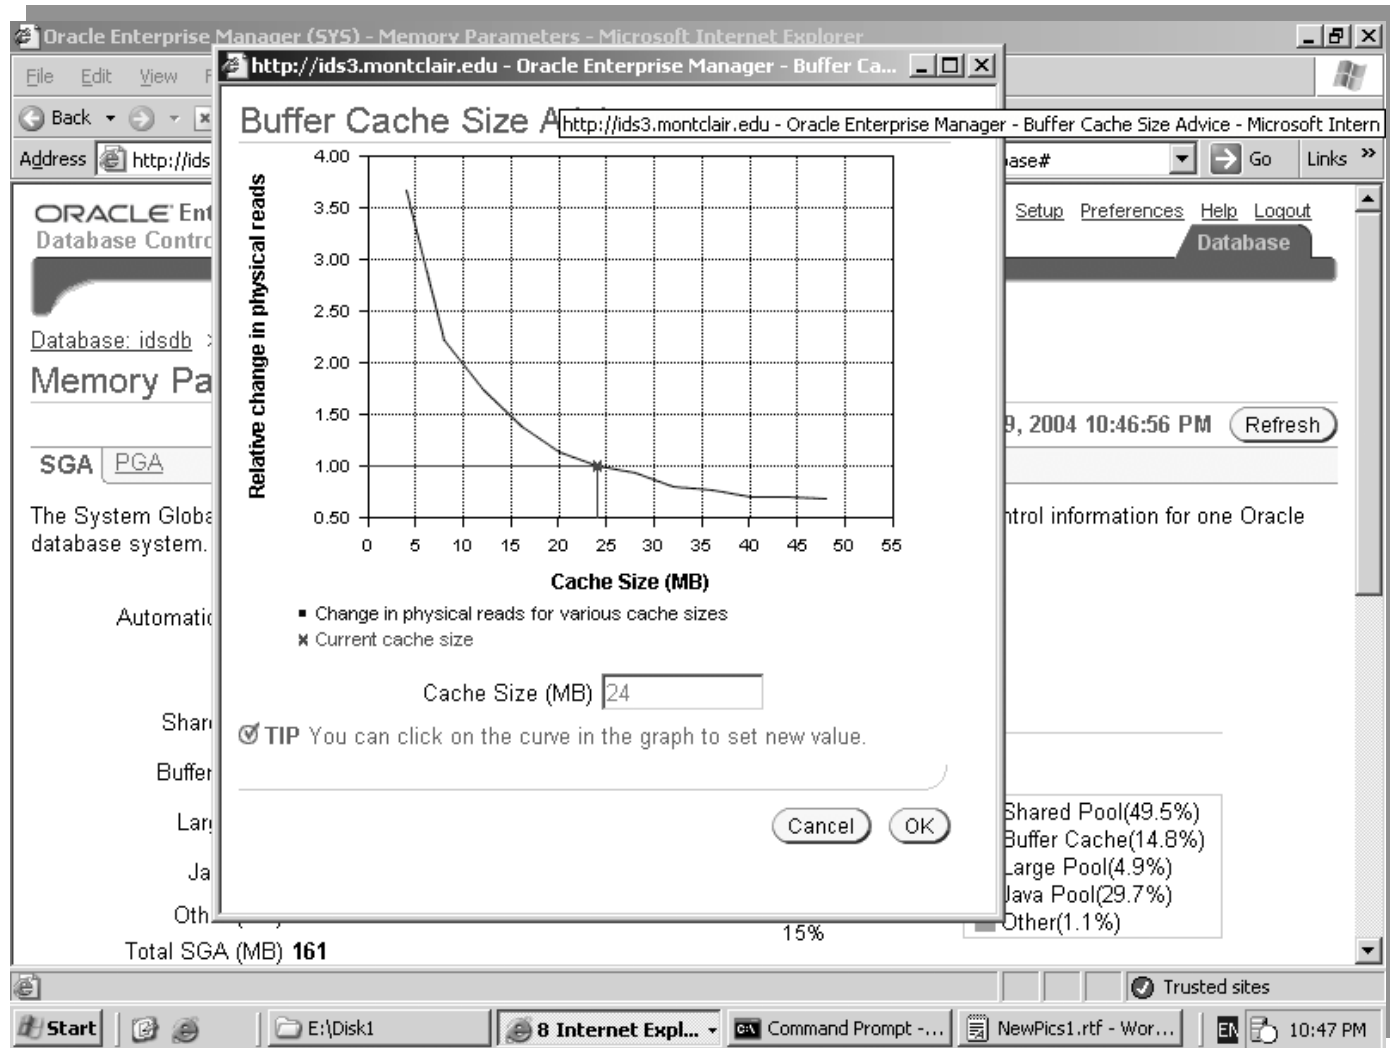 Oracle Enterprise Manager (SYS) - Memory Parameters - Microsoft Internet Explorer
http://ids3.montclair.edu - Oracle Enterprise Manager - Buffer Ca...
File Edit View F
Back
Buffer Cache Size A
http://ids3.montclair.edu - Oracle Enterprise Manager - Buffer Cache Size Advice - Microsoft Intern
Address http://ids
ase# Go Links »
ORACLE Ent
Database Contro
Setup Preferences Help Logout
Database
Database: idsdb
Memory Pa
9, 2004 10:46:56 PM Refresh
SGA PGA
The System Globa
ntrol information for one Oracle
database system.
Relative change in physical reads
4.00
3.50
3.00
2.50
2.00
1.50
1.00
0.50
0 5 10 15 20 25 30 35 40 45 50 55
Cache Size (MB)
Change in physical reads for various cache sizes
Current cache size
Cache Size (MB) 24
TIP You can click on the curve in the graph to set new value.
Cancel OK
Automatic
Shar
Buffer
Larg
Ja
Oth
Total SGA (MB) 161
15%
Shared Pool(49.5%)
Buffer Cache(14.8%)
Large Pool(4.9%)
Java Pool(29.7%)
Other(1.1%)
Trusted sites
Start E:\Disk1 8 Internet Expl... Command Prompt -... NewPics1.rtf - Wor... EN 10:47 PM